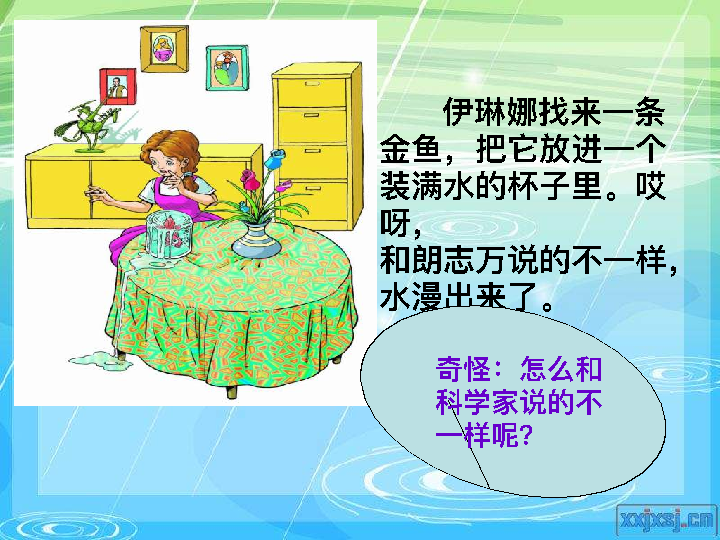 伊琳娜找来一条
金鱼，把它放进一个
装满水的杯子里。哎
呀，
和朗志万说的不一样，
水漫出来了。
奇怪：怎么和
科学家说的不
一样呢？
xxjxsj.cn